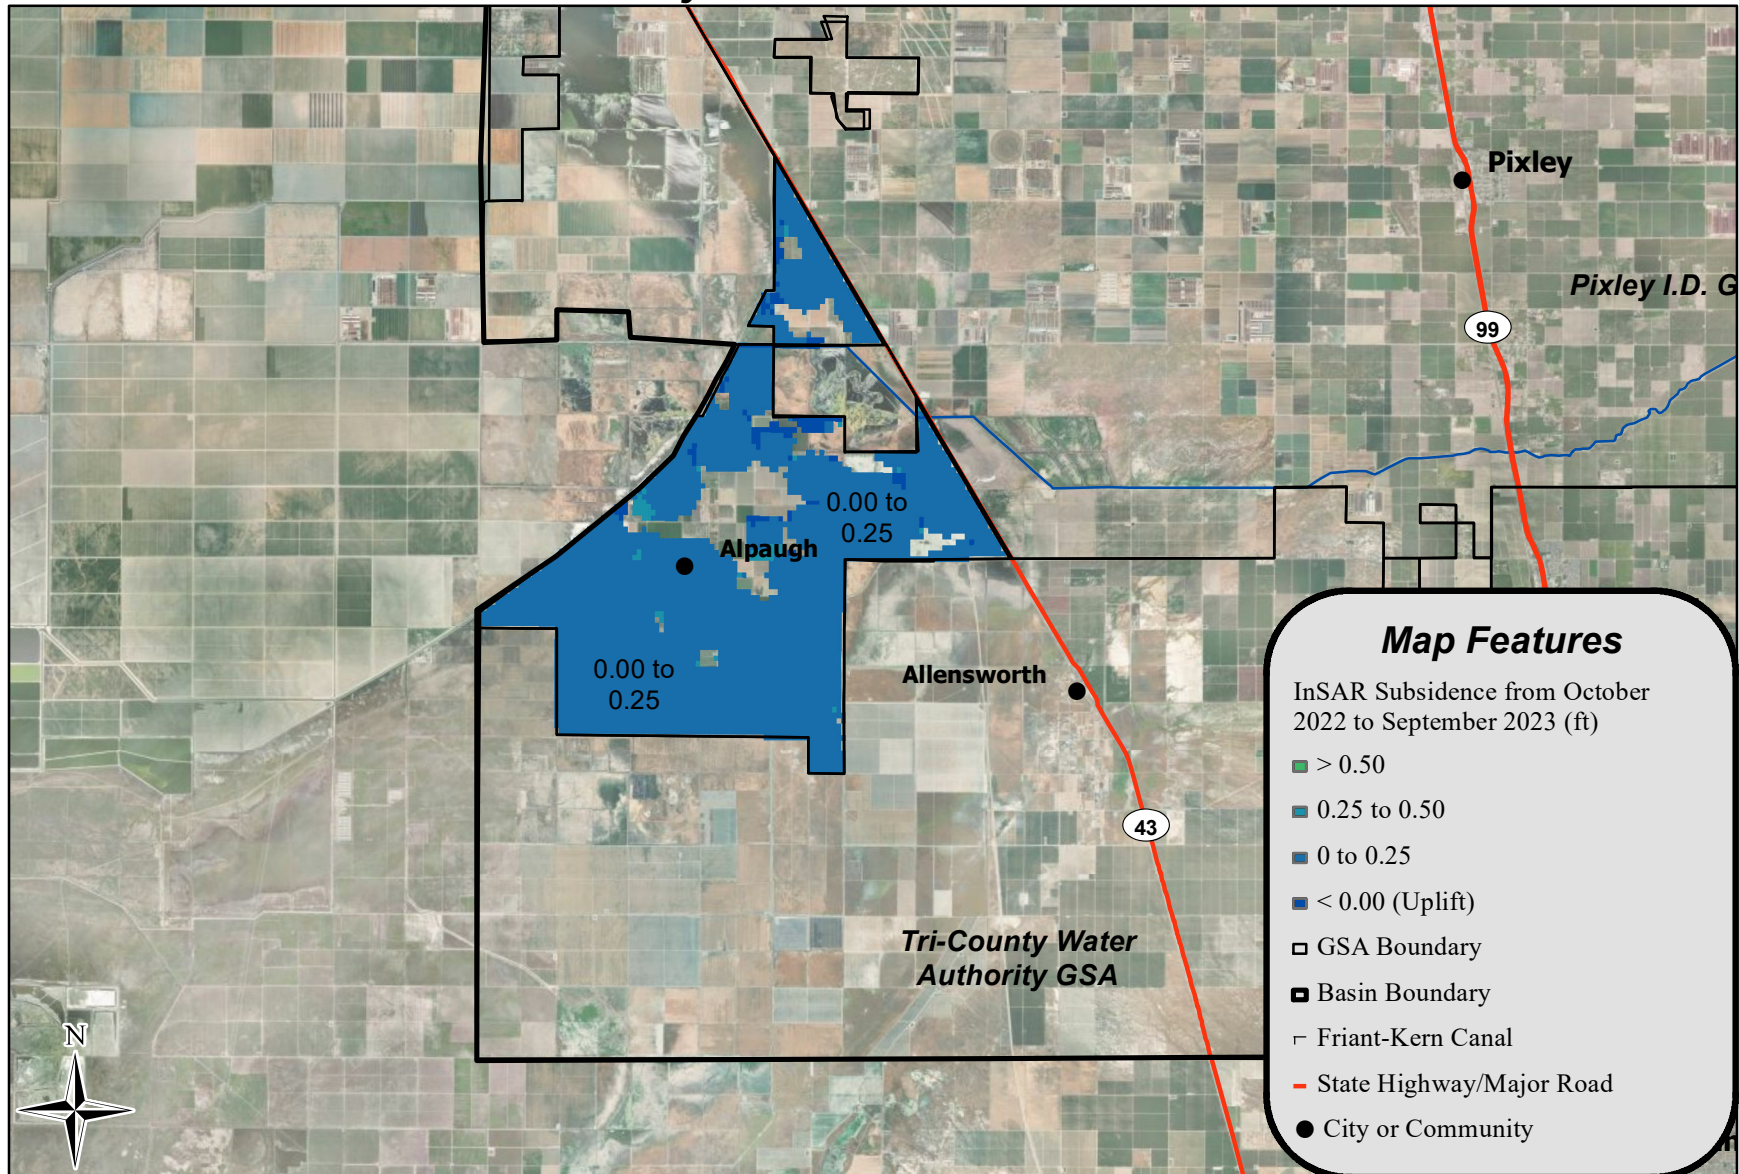 Pixley
Pixley I.D. G
99
0.00 to
0.25
Alpaugh
0.00 to
0.25
Allensworth
43
Tri-County Water
Authority GSA
N
Map Features
InSAR Subsidence from October
2022 to September 2023 (ft)
> 0.50
0.25 to 0.50
0 to 0.25
< 0.00 (Uplift)
GSA Boundary
Basin Boundary
Friant-Kern Canal
State Highway/Major Road
City or Community